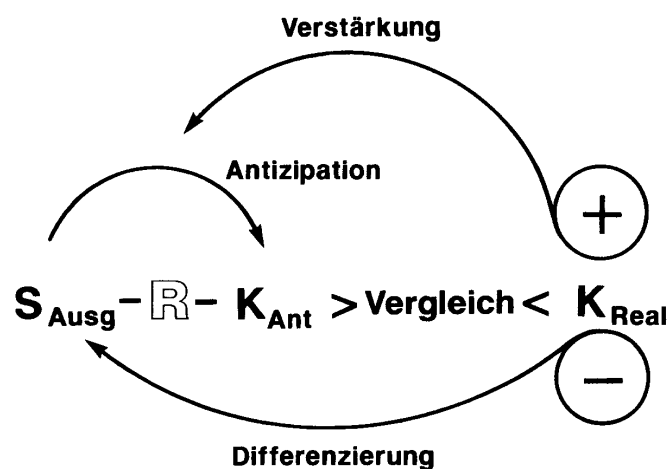 Verstärkung
Antizipation
+
S Ausg – R – K Ant > Vergleich < K Real
–
Differenzierung